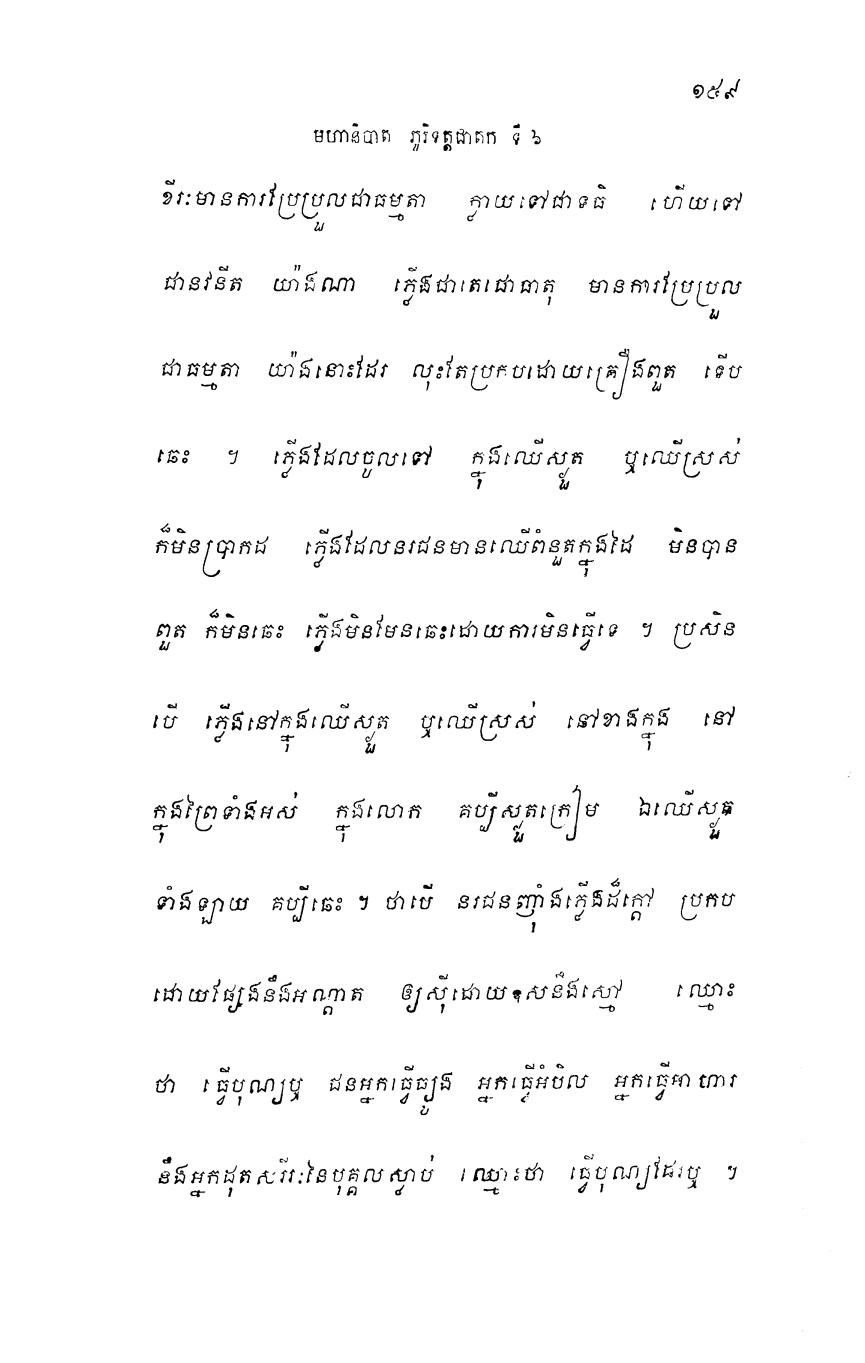 ១៥៩
មហានិបាត ភូរិទត្តជាតក ទី ៦
ខីរៈមានការប្រែប្រួលជាធម្មតា ក្លាយទៅជាទធិ ហើយទៅ
ជានវនីត យ៉ាងណា ភ្លើងជាតេជោធាតុ មានការប្រែប្រួល
ជាធម្មតា យ៉ាងនោះដែរ លុះតែប្រកបដោយគ្រឿងពួត ទើប
ឆេះ ។ ភ្លើងដែលចូលទៅ ក្នុងឈើស្ងួត ឬឈើស្រស់
ក៏មិនប្រាកដ ភ្លើងដែលនរជនមានឈើពំនួតក្នុងដៃ មិនបាន
ពួត ក៏មិនឆេះ ភ្លើងមិនមែនឆេះដោយការមិនធ្វើទេ ។ ប្រសិន
បើ ភ្លើងនៅក្នុងឈើស្ងួត ឬឈើស្រស់ នៅខាងក្នុង នៅ
ក្នុងព្រៃទាំងអស់ ក្នុងលោក គប្បីស្ងួតក្រៀម ឯឈើស្ងួត
ទាំងឡាយ គប្បីឆេះ ។ ថាបើ នរជនញ៉ាំងភ្លើងដ៏ក្តៅ ប្រកប
ដោយផ្សែងនឹងអណ្តាត ឲ្យស៊ីដោយឧសនឹងស្មៅ ឈ្មោះ
ថា ធ្វើបុណ្យឬ ជនអ្នកធ្វើធ្យូង អ្នកធ្វើអំបិល អ្នកធ្វើអាហារ
នឹងអ្នកដុតសរីរៈនៃបុគ្គលស្លាប់ ឈ្មោះថា ធ្វើបុណ្យដែរឬ ។